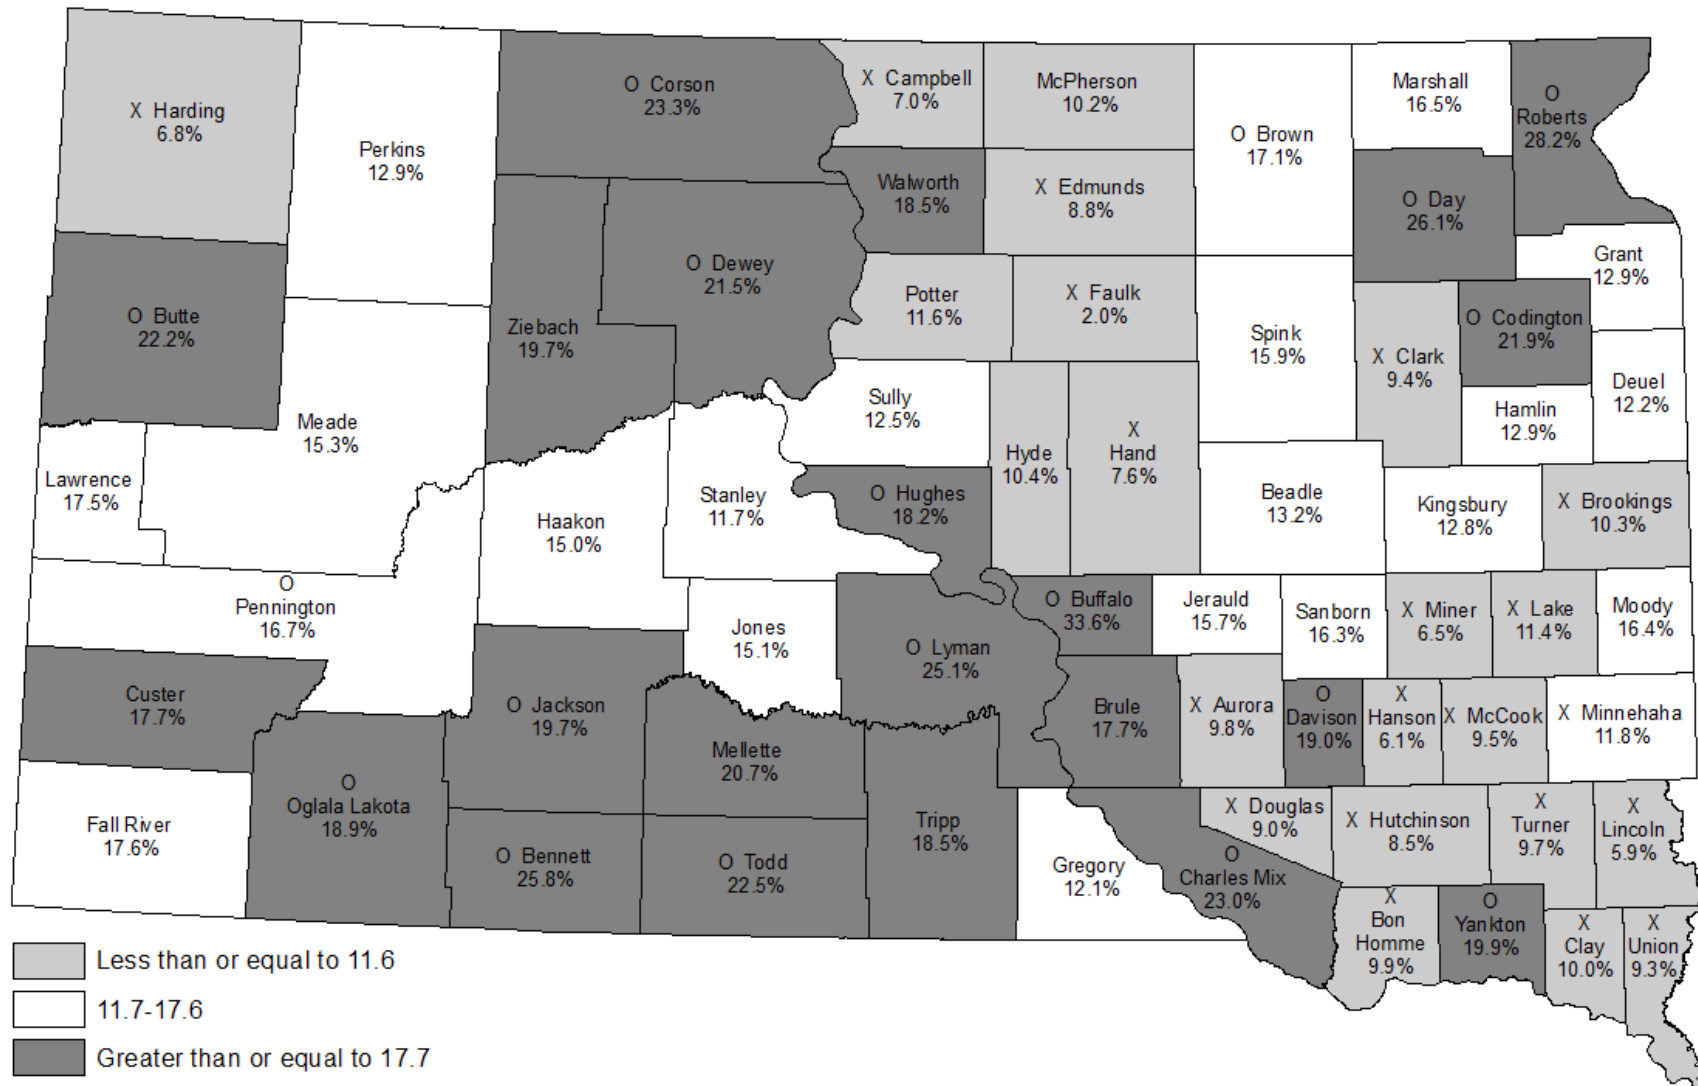 X Harding
6.8%
Perkins
12.9%
O Corson
23.3%
X Campbell
7.0%
McPherson
10.2%
O Brown
17.1%
Marshall
16.5%
O
Roberts
28.2%
Walworth
18.5%
X Edmunds
8.8%
O Day
26.1%
Grant
12.9%
O Butte
22.2%
Ziebach
19.7%
O Dewey
21.5%
Potter
11.6%
X Faulk
2.0%
Spink
15.9%
X Clark
9.4%
O Codington
21.9%
Deuel
12.2%
Hamlin
12.9%
Meade
15.3%
Lawrence
17.5%
Sully
12.5%
Hyde
10.4%
X
Hand
7.6%
Haakon
15.0%
Stanley
11.7%
O Hughes
18.2%
Beadle
13.2%
Kingsbury
12.8%
X Brookings
10.3%
O
Pennington
16.7%
Jones
15.1%
O Lyman
25.1%
O Buffalo
33.6%
Jerauld
15.7%
Sanborn
16.3%
X Miner
6.5%
X Lake
11.4%
Moody
16.4%
Custer
17.7%
O Jackson
19.7%
Mellette
20.7%
Brule
17.7%
X Aurora
9.8%
O
Davison
19.0%
X
Hanson
6.1%
X McCook
9.5%
X Minnehaha
11.8%
Fall River
17.6%
O
Oglala Lakota
18.9%
O Bennett
25.8%
O Todd
22.5%
Tripp
18.5%
Gregory
12.1%
O
Charles Mix
23.0%
X Douglas
9.0%
X Hutchinson
8.5%
X
Turner
9.7%
X
Lincoln
5.9%
X
Bon
Homme
9.9%
O
Yankton
19.9%
X
Clay
10.0%
X
Union
9.3%
Less than or equal to 11.6
11.7-17.6
Greater than or equal to 17.7